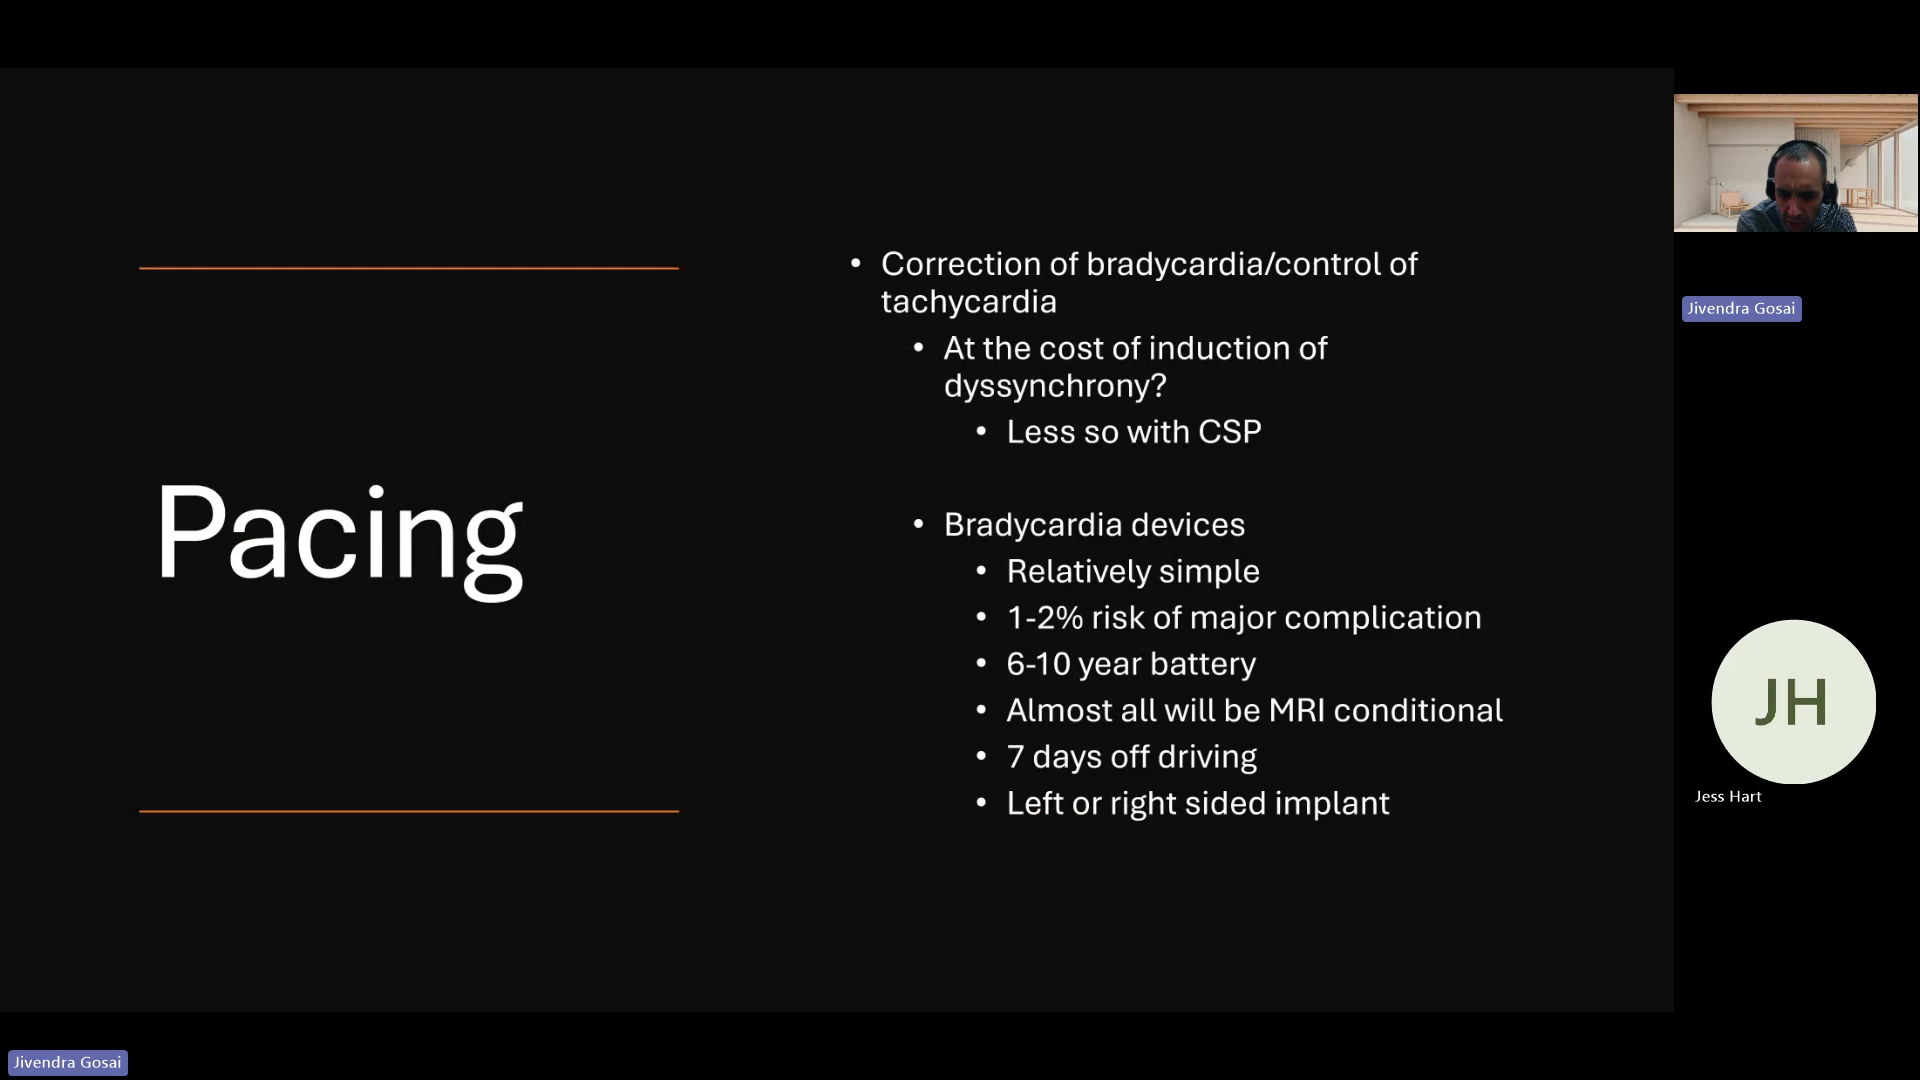 Pacing
• Correction of bradycardia/control of
tachycardia
• At the cost of induction of
dyssynchrony?
• Less so with CSP
• Bradycardia devices
• Relatively simple
• 1-2% risk of major complication
• 6-10 year battery
• Almost all will be MRI conditional
• 7 days off driving
• Left or right sided implant
Jivendra Gosai
JH
Jess Hart
Jivendra Gosai